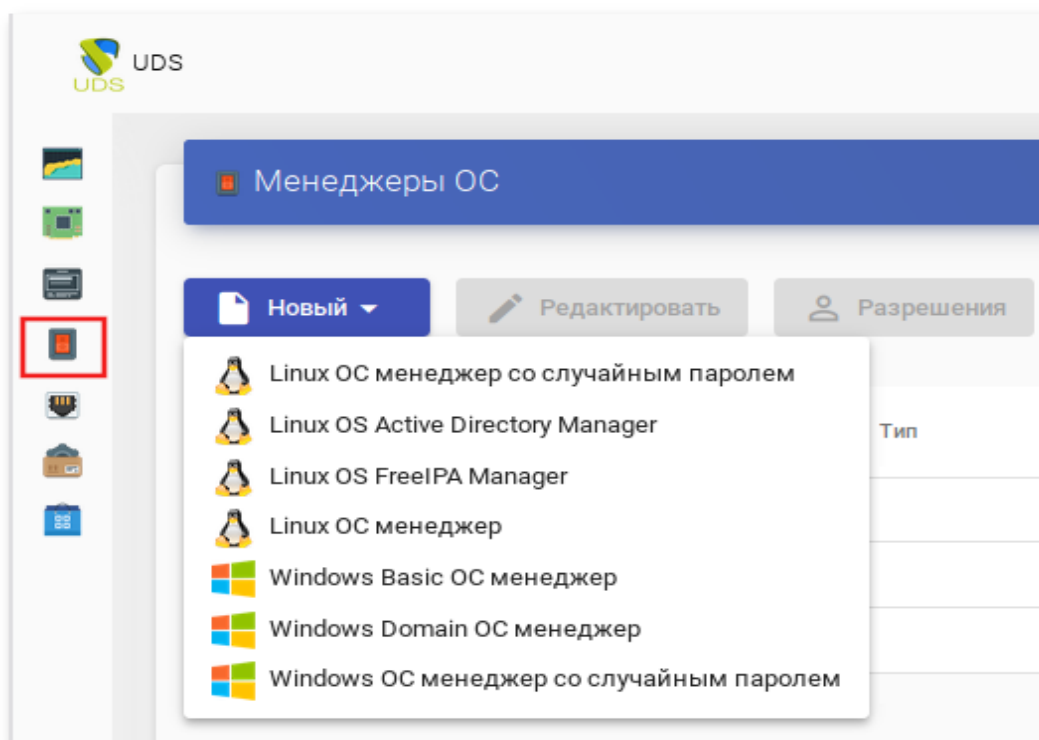 UDS
UDS
Менеджеры ОС
Новый
Редактировать
Разрешения
Linux ОС менеджер со случайным паролем
Linux OS Active Directory Manager
Тип
Linux OS FreeIPA Manager
Linux ОС менеджер
Windows Basic ОС менеджер
Windows Domain ОС менеджер
Windows ОС менеджер со случайным паролем